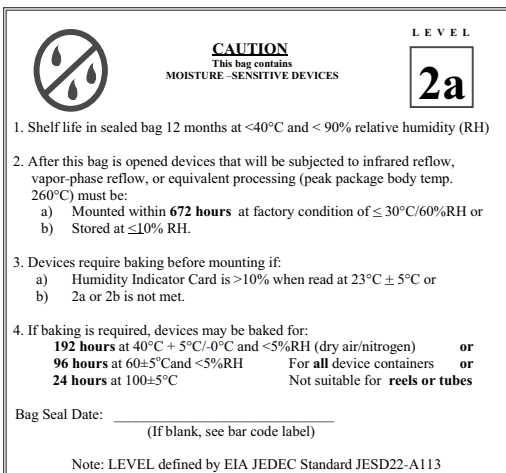 LEVEL
CAUTION
This bag contains
MOISTURE –SENSITIVE DEVICES
2a
1. Shelf life in sealed bag 12 months at <40°C and < 90% relative humidity (RH)
2. After this bag is opened devices that will be subjected to infrared reflow,
vapor-phase reflow, or equivalent processing (peak package body temp.
260°C) must be:
a) Mounted within 672 hours at factory condition of ≤ 30°C/60%RH or
b) Stored at ≤10% RH.
3. Devices require baking before mounting if:
a) Humidity Indicator Card is >10% when read at 23°C ± 5°C or
b) 2a or 2b is not met.
4. If baking is required, devices may be baked for:
192 hours at 40°C + 5°C/-0°C and <5%RH (dry air/nitrogen) or
96 hours at 60±5°Cand <5%RH For all device containers or
24 hours at 100±5°C Not suitable for reels or tubes
Bag Seal Date: ________________________________
(If blank, see bar code label)
Note: LEVEL defined by EIA JEDEC Standard JESD22-A113